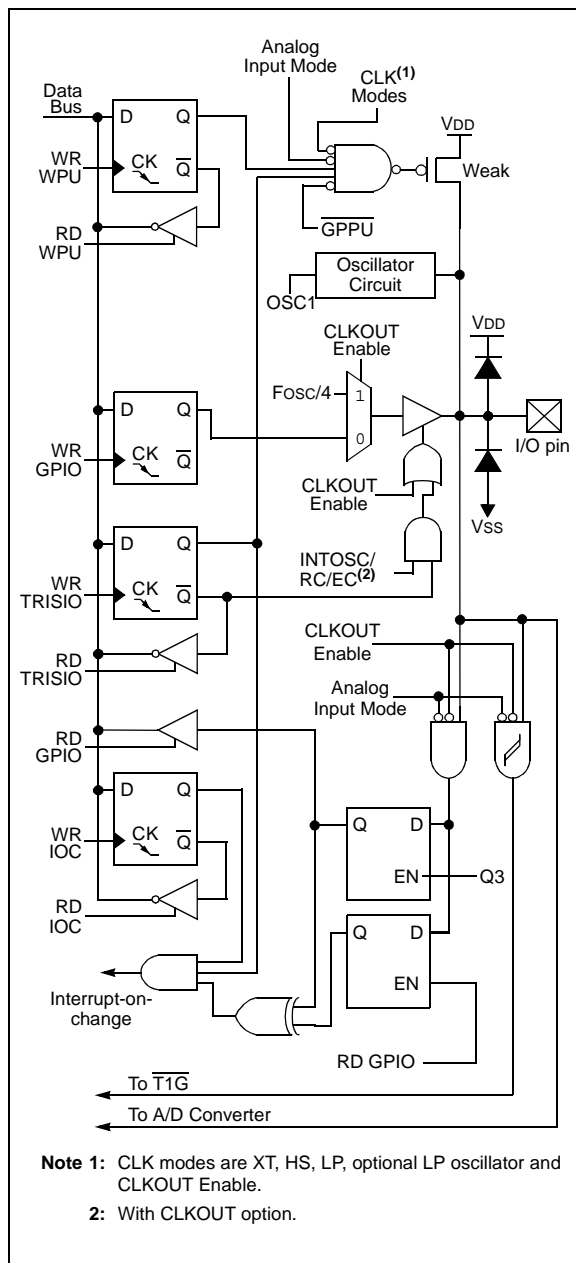 Analog
Input Mode
CLK(1)
Modes
Data
Bus
D Q
WR
WPU
CK Q
RD
WPU
VDD
Weak
GPPU
Oscillator
Circuit
OSC1
CLKOUT
Enable
VDD
FOSC/4
1
0
D Q
WR
GPIO
CK Q
I/O pin
CLKOUT
Enable
VSS
D Q
INTOSC/
RC/EC(2)
WR
TRISIO
CK Q
CLKOUT
Enable
RD
TRISIO
Analog
Input Mode
RD
GPIO
D Q
WR
IOC
CK Q
Q D
EN
Q3
RD
IOC
Q D
EN
Interrupt-on-
change
RD GPIO
To T1G
To A/D Converter
Note 1: CLK modes are XT, HS, LP, optional LP oscillator and
CLKOUT Enable.
2: With CLKOUT option.